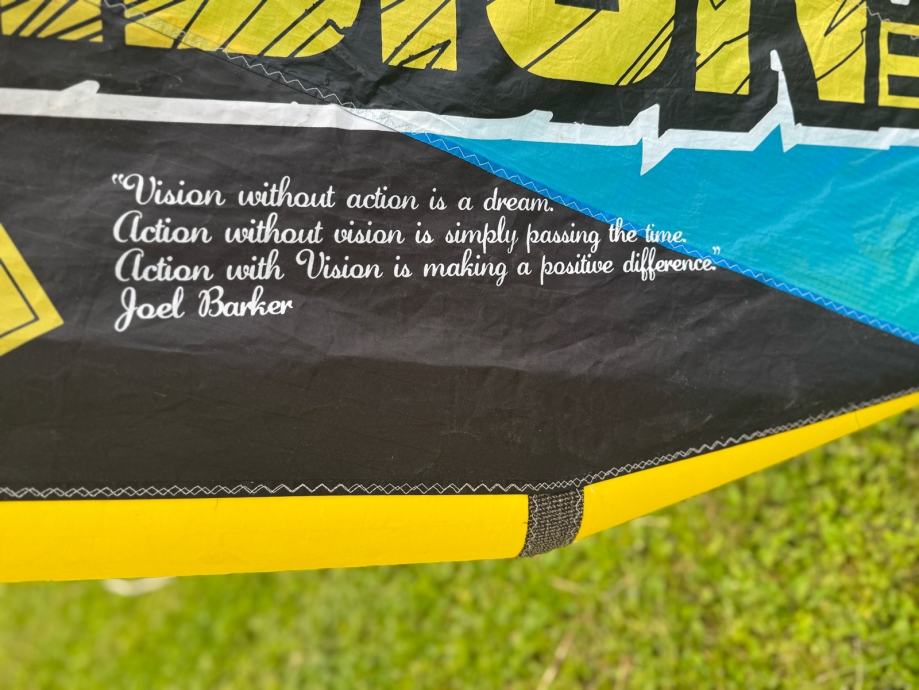 “Vision without action is a dream.
Action without vision is simply passing the time.
Action with Vision is making a positive difference.”
Joel Barker